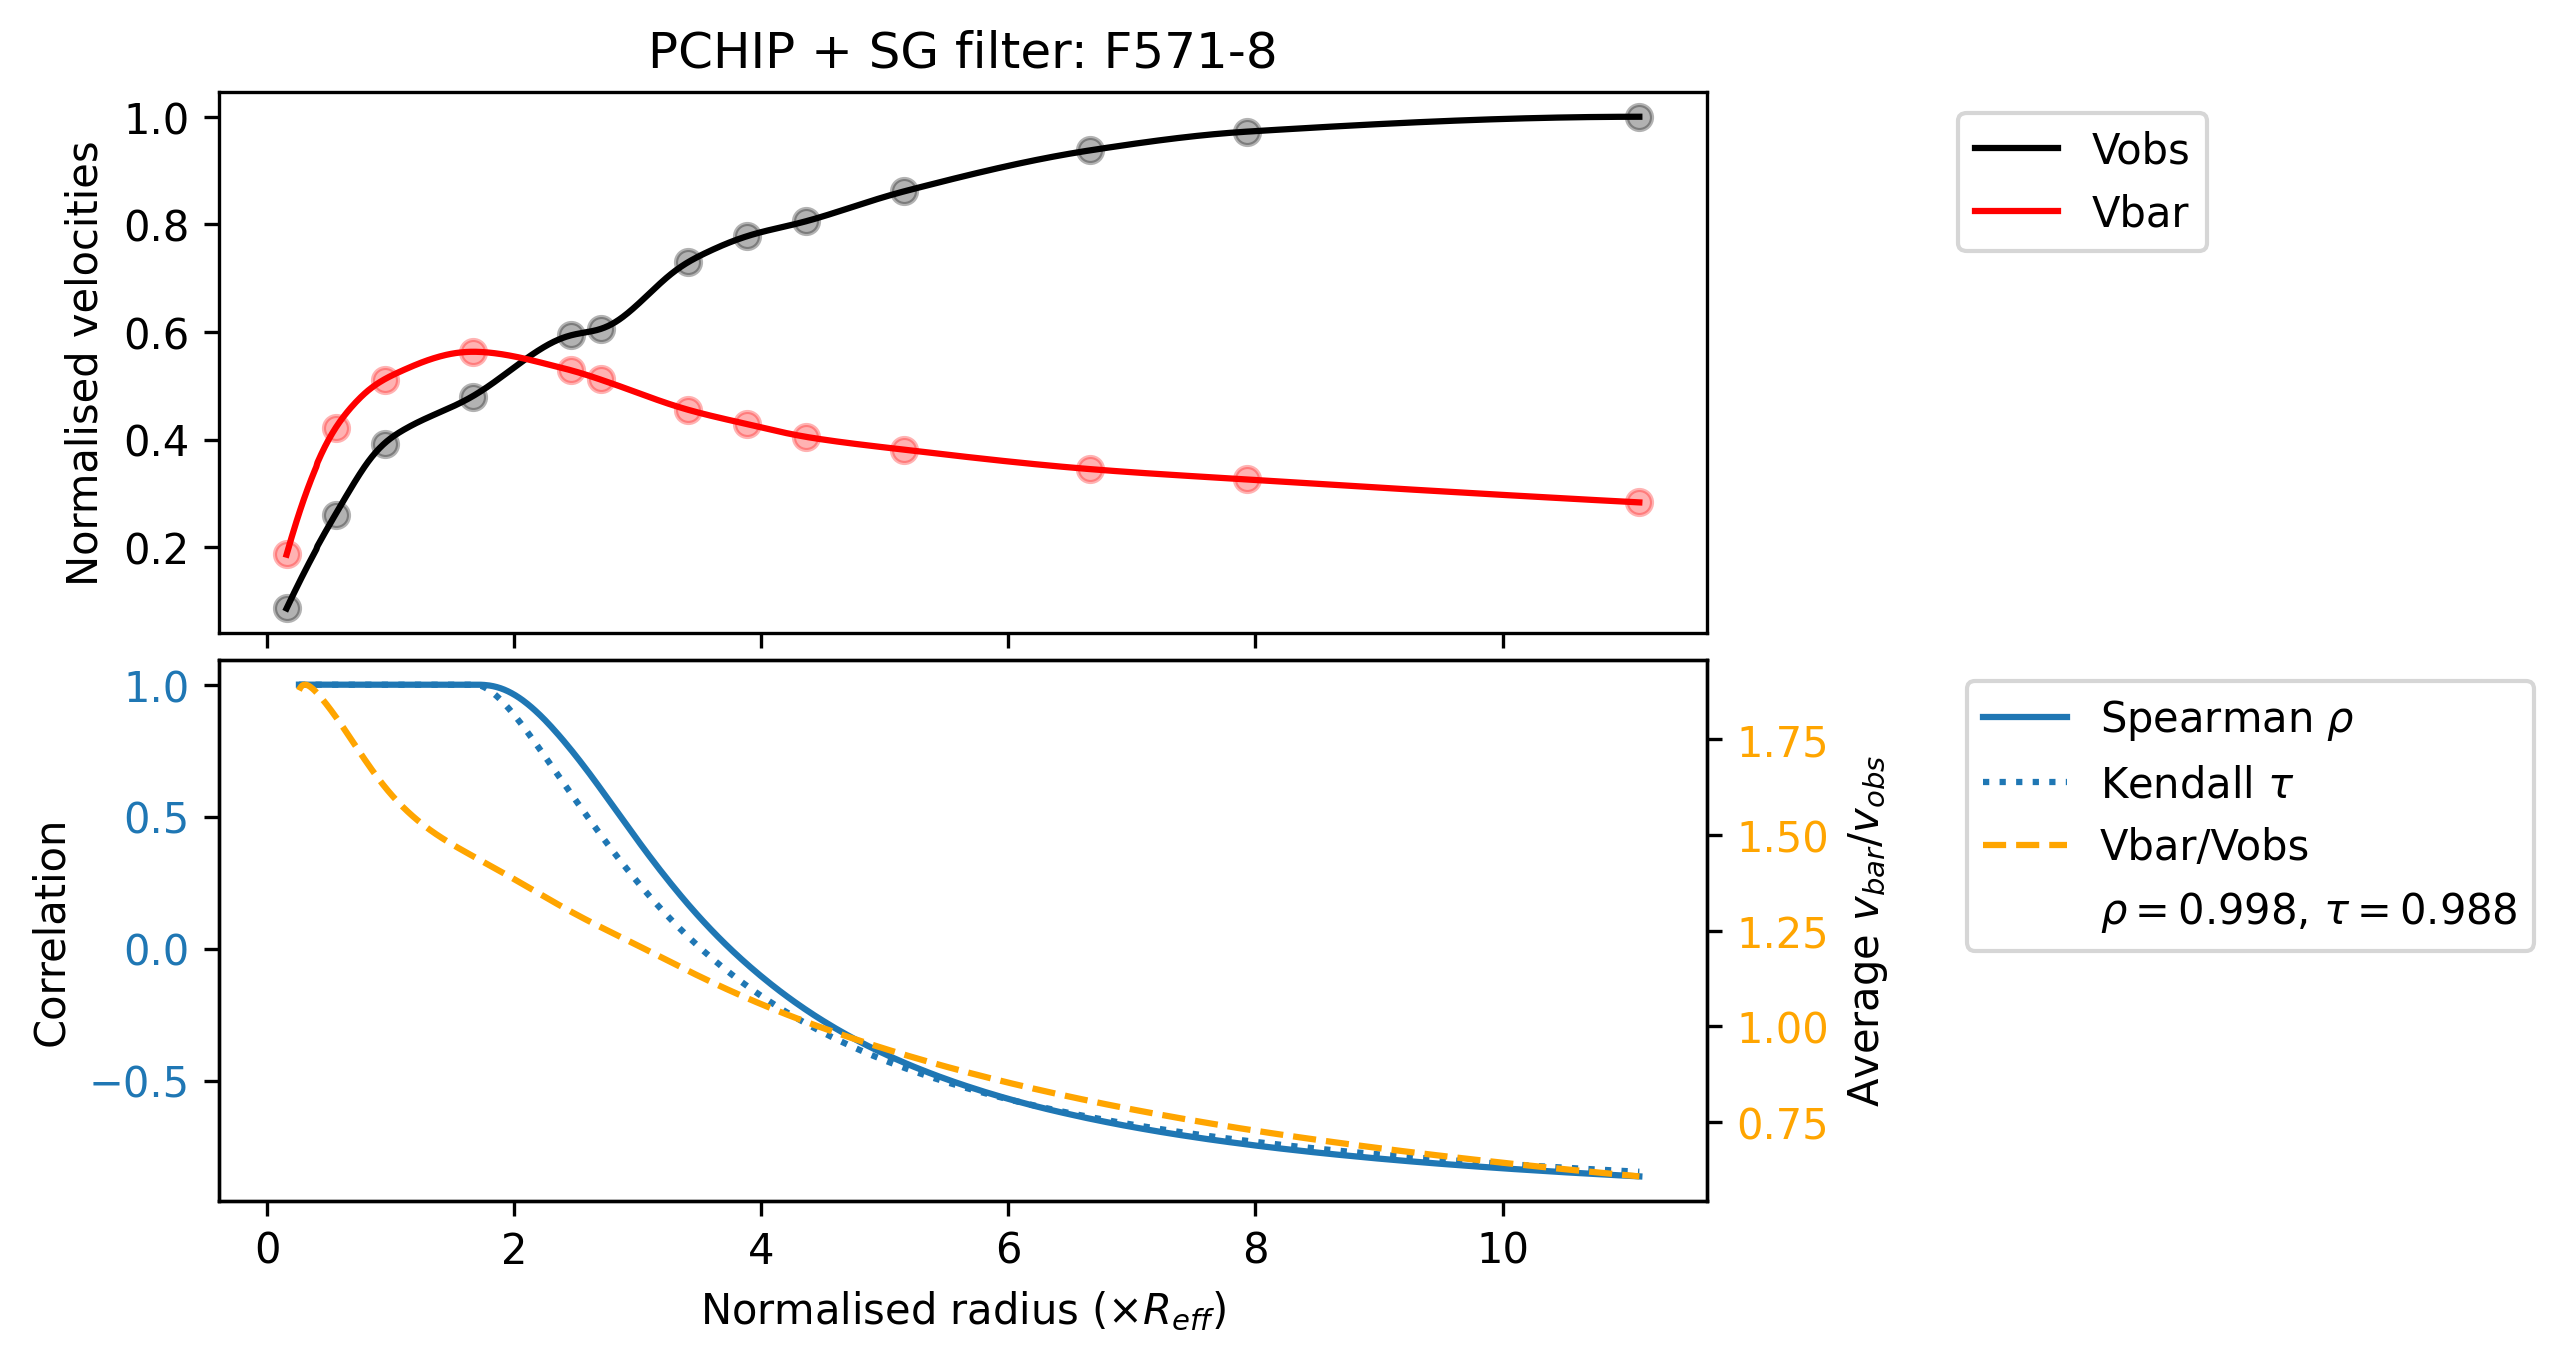 PCHIP + SG filter: F571-8
Normalised velocities
1.0
0.8
0.6
0.4
0.2
Vobs
Vbar
Correlation
1.0
0.5
0.0
−0.5
1.75
1.50
1.25
1.00
0.75
Average v_bar/v_obs
Spearman ρ
Kendall τ
Vbar/Vobs
ρ = 0.998, τ = 0.988
0 2 4 6 8 10
Normalised radius (×R_eff)